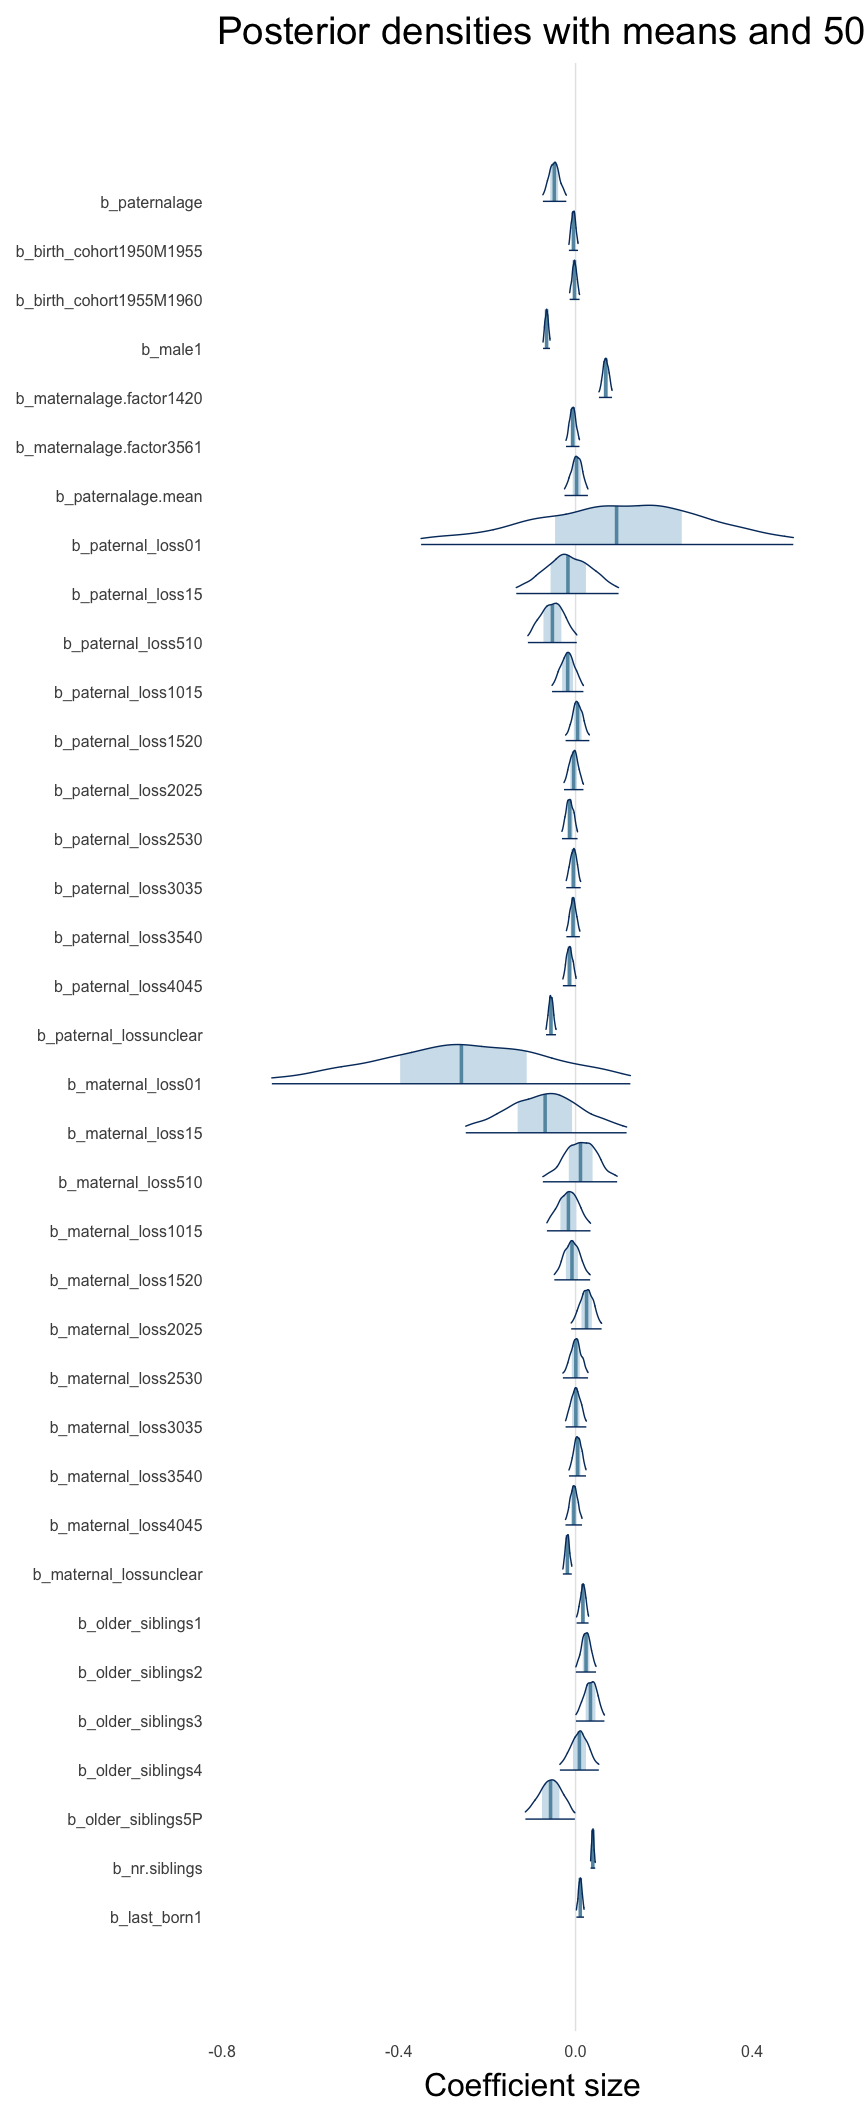 Posterior densities with means and 50
b_paternalage
b_birth_cohort1950M1955
b_birth_cohort1955M1960
b_male1
b_maternalage.factor1420
b_maternalage.factor3561
b_paternalage.mean
b_paternal_loss01
b_paternal_loss15
b_paternal_loss510
b_paternal_loss1015
b_paternal_loss1520
b_paternal_loss2025
b_paternal_loss2530
b_paternal_loss3035
b_paternal_loss3540
b_paternal_loss4045
b_paternal_lossunclear
b_maternal_loss01
b_maternal_loss15
b_maternal_loss510
b_maternal_loss1015
b_maternal_loss1520
b_maternal_loss2025
b_maternal_loss2530
b_maternal_loss3035
b_maternal_loss3540
b_maternal_loss4045
b_maternal_lossunclear
b_older_siblings1
b_older_siblings2
b_older_siblings3
b_older_siblings4
b_older_siblings5P
b_nr.siblings
b_last_born1
-0.8 -0.4 0.0 0.4
Coefficient size